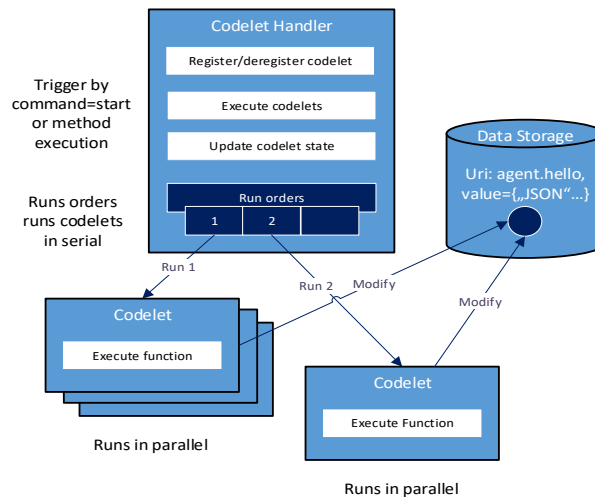 Codelet Handler
Register/deregister codelet
Trigger by
command=start
or method
execution
Execute codelets
Update codelet state
Data Storage
Uri: agent.hello,
value={„JSON“...}
Run orders
1 2
Runs orders
runs codelets
in serial
Run 1
Run 2
Modify
Modify
Codelet
Execute function
Codelet
Execute Function
Runs in parallel
Runs in parallel